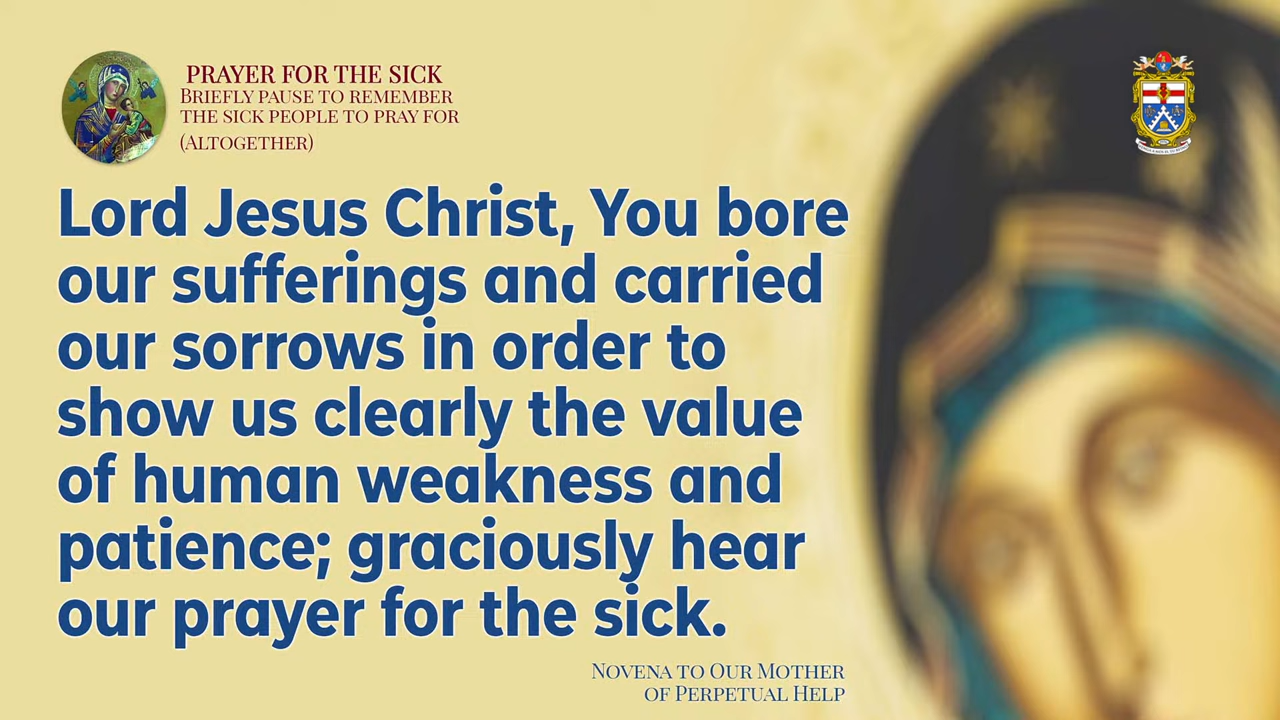 PRAYER FOR THE SICK
BRIEFLY PAUSE TO REMEMBER
THE SICK PEOPLE TO PRAY FOR
(ALTOGETHER)
Lord Jesus Christ, You bore
our sufferings and carried
our sorrows in order to
show us clearly the value
of human weakness and
patience; graciously hear
our prayer for the sick.
NOVENA TO OUR MOTHER
OF PERPETUAL HELP